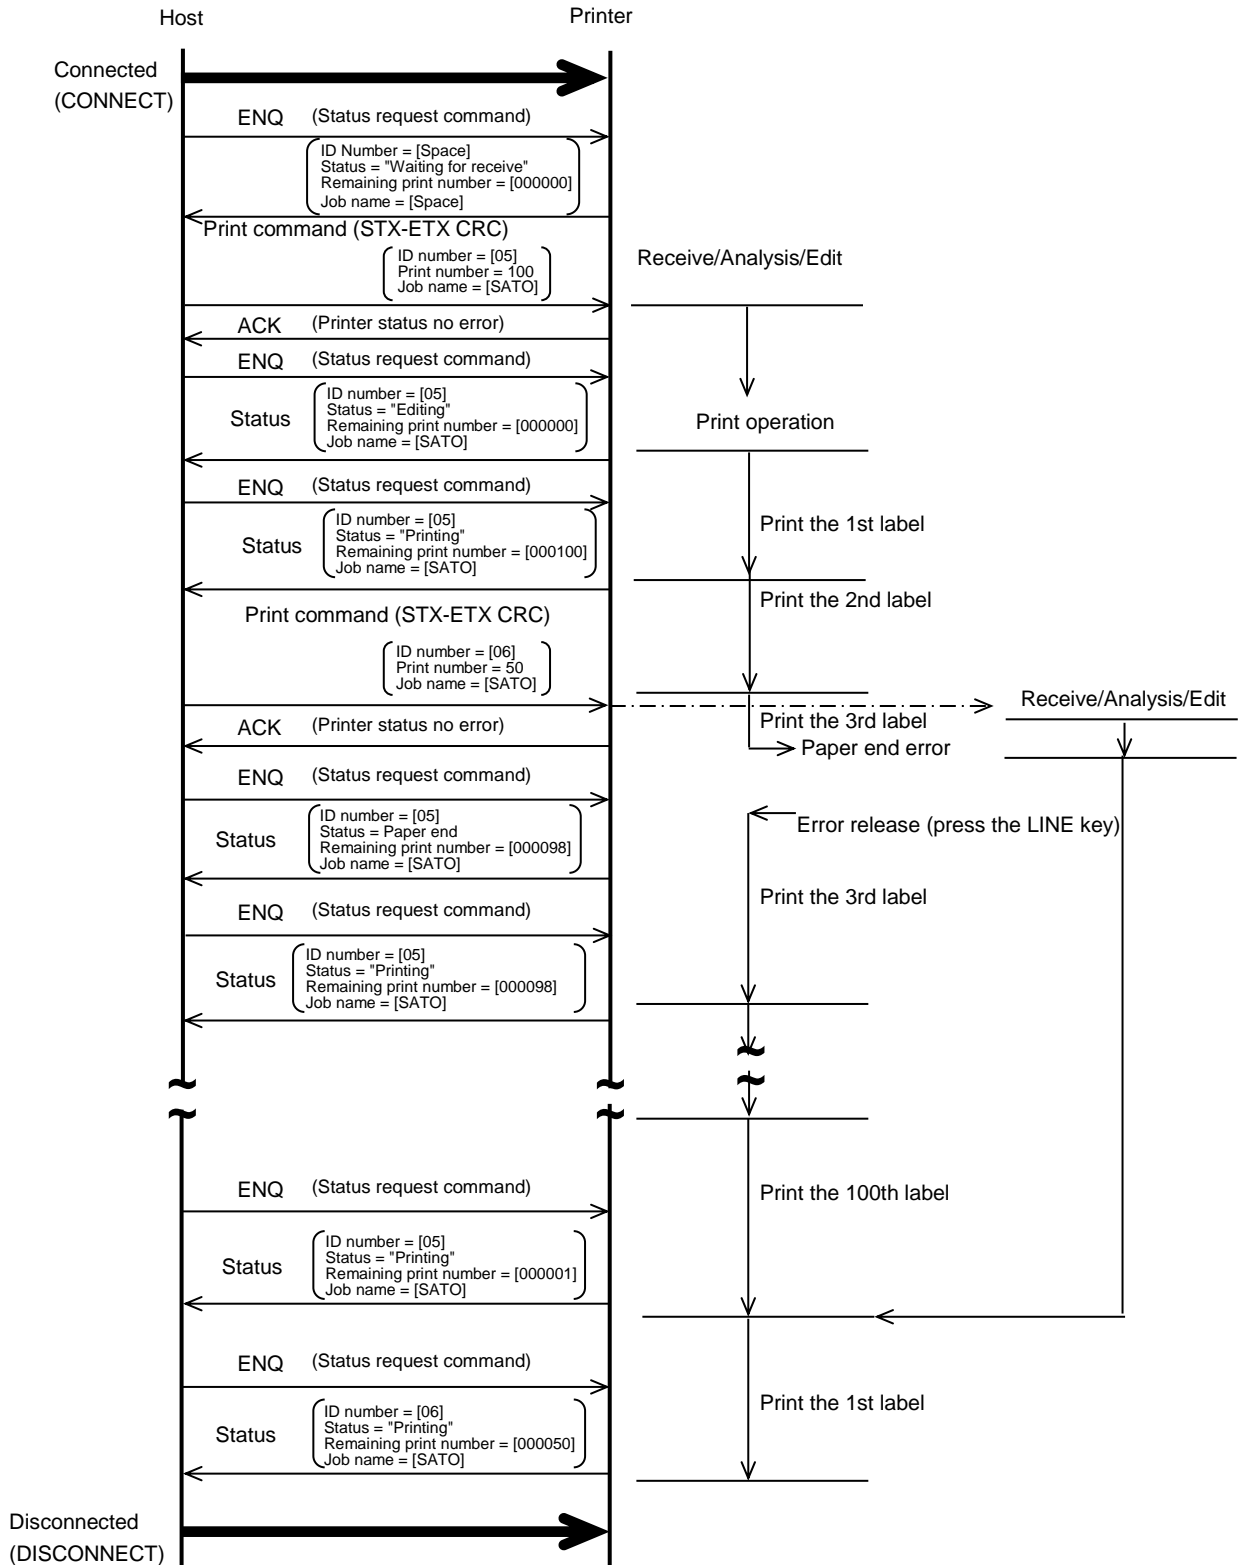 Host
Printer
Connected
(CONNECT)
ENQ (Status request command)
ID Number = [Space]
Status = "Waiting for receive"
Remaining print number = [000000]
Job name = [Space]
Print command (STX-ETX CRC)
ID number = [05]
Print number = 100
Job name = [SATO]
Receive/Analysis/Edit
ACK (Printer status no error)
ENQ (Status request command)
Status
ID number = [05]
Status = "Editing"
Remaining print number = [000000]
Job name = [SATO]
Print operation
ENQ (Status request command)
Status
ID number = [05]
Status = "Printing"
Remaining print number = [000100]
Job name = [SATO]
Print the 1st label
Print the 2nd label
Print command (STX-ETX CRC)
ID number = [06]
Print number = 50
Job name = [SATO]
Receive/Analysis/Edit
Print the 3rd label
ACK (Printer status no error)
Paper end error
ENQ (Status request command)
Status
ID number = [05]
Status = Paper end
Remaining print number = [000098]
Job name = [SATO]
Error release (press the LINE key)
Print the 3rd label
ENQ (Status request command)
Status
ID number = [05]
Status = "Printing"
Remaining print number = [000098]
Job name = [SATO]
ENQ (Status request command)
Print the 100th label
Status
ID number = [05]
Status = "Printing"
Remaining print number = [000001]
Job name = [SATO]
ENQ (Status request command)
Print the 1st label
Status
ID number = [06]
Status = "Printing"
Remaining print number = [000050]
Job name = [SATO]
Disconnected
(DISCONNECT)